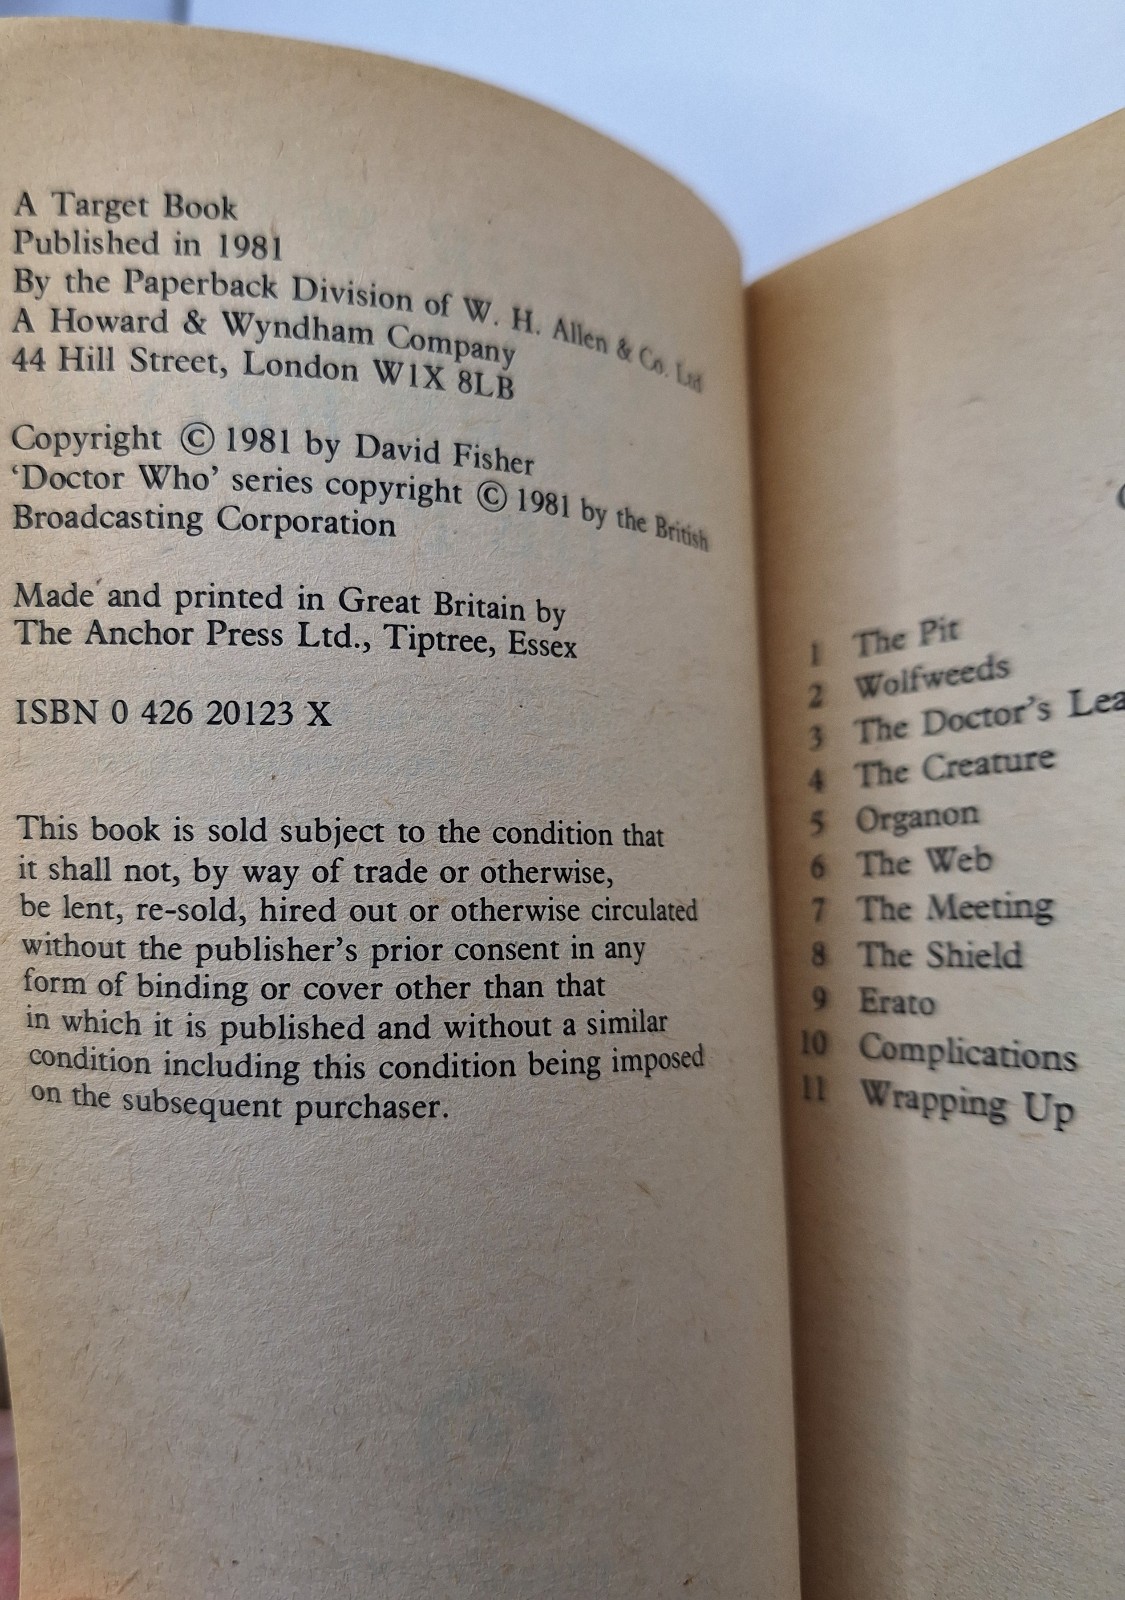 A Target Book
Published in 1981
By the Paperback Division of W. H. Allen & Co. Ltd
A Howard & Wyndham Company
44 Hill Street, London W1X 8LB
Copyright © 1981 by David Fisher
‘Doctor Who’ series copyright © 1981 by the British
Broadcasting Corporation
Made and printed in Great Britain by
The Anchor Press Ltd., Tiptree, Essex
ISBN 0 426 20123 X
This book is sold subject to the condition that
it shall not, by way of trade or otherwise,
be lent, re-sold, hired out or otherwise circulated
without the publisher’s prior consent in any
form of binding or cover other than that
in which it is published and without a similar
condition including this condition being imposed
on the subsequent purchaser.
1 The Pit
2 Wolfweeds
3 The Doctor’s
4 The Creature
5 Organon
6 The Web
7 The Meeting
8 The Shield
9 Erato
10 Complications
11 Wrapping Up